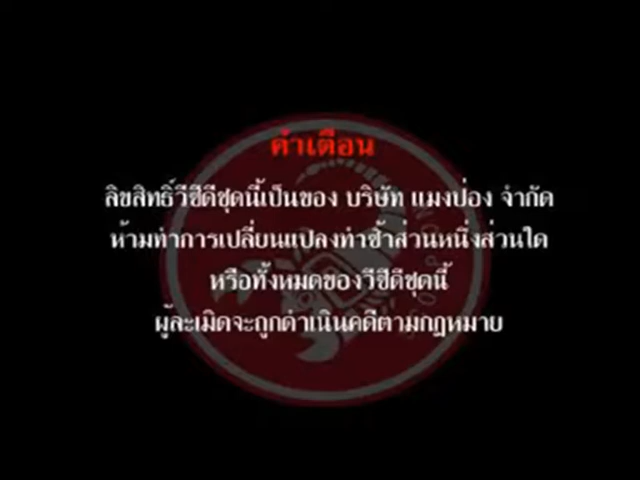 คำเตือน
ลิขสิทธิ์วีซีดีชุดนี้เป็นของ บริษัท แมงป่อง จำกัด
ห้ามทำการเปลี่ยนแปลงทำซ้ำส่วนหนึ่งส่วนใด
หรือทั้งหมดของวีซีดีชุดนี้
ผู้ละเมิดจะถูกดำเนินคดีตามกฎหมาย